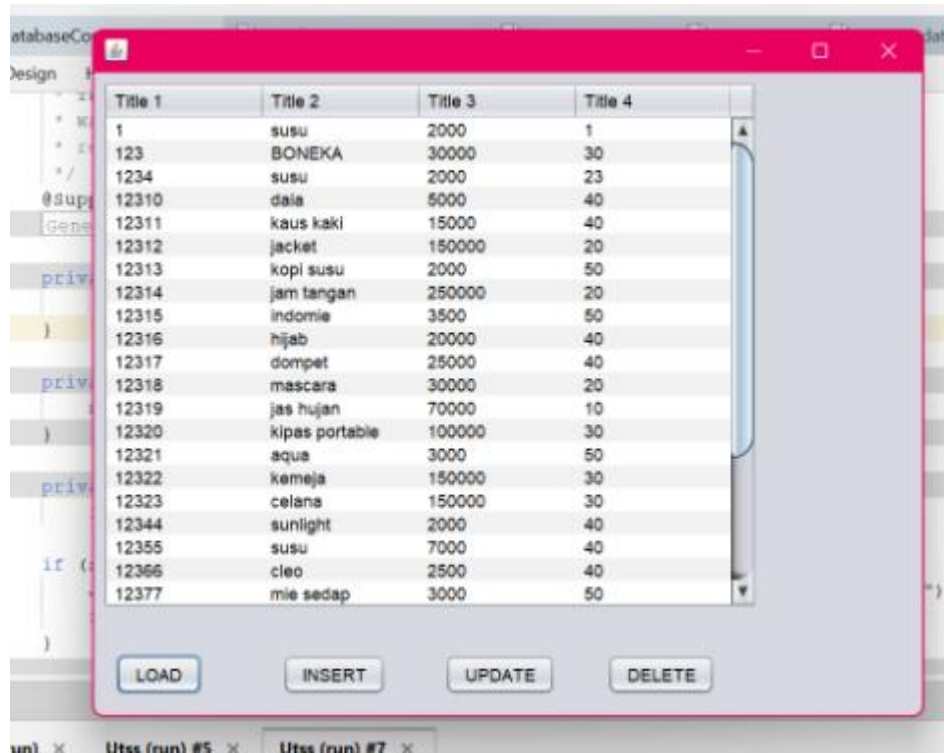 atabaseCo
Design
Title 1 Title 2 Title 3 Title 4
1 susu 2000 1
123 BONEKA 30000 30
1234 susu 2000 23
12310 dala 5000 40
12311 kaus kaki 15000 40
12312 jacket 150000 20
12313 kopi susu 2000 50
12314 jam tangan 250000 20
12315 indomie 3500 50
12316 hijab 20000 40
12317 dompet 25000 40
12318 mascara 30000 20
12319 jas hujan 70000 10
12320 kipas portable 100000 30
12321 aqua 3000 50
12322 kemeja 150000 30
12323 celana 150000 30
12344 sunlight 2000 40
12355 susu 7000 40
12366 cleo 2500 40
12377 mie sedap 3000 50
*/
@Supp
Gene
priv
}
priv
}
priv
if (
")
}
LOAD INSERT UPDATE DELETE
un) × Utss (run) #5 × Utss (run) #7 ×